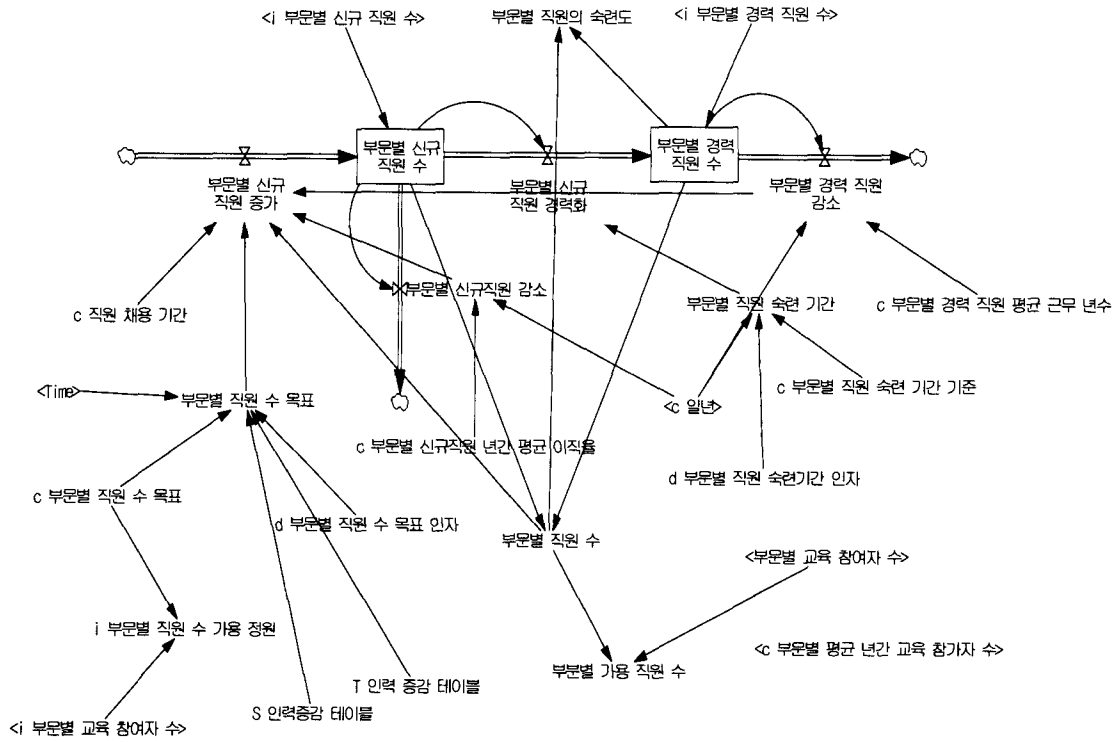 <i 부문별 신규 직원 수>
부문별 직원의 숙련도
<i 부문별 경력 직원 수>
부문별 신규
직원 수
부문별 경력
직원 수
부문별 신규
직원 증가
부문별 신규
직원 경력화
부문별 경력 직원
감소
c 직원 채용 기간
부문별 신규직원 감소
부문별 직원 숙련 기간
c 부문별 경력 직원 평균 근무 년수
<Time>
부문별 직원 수 목표
c 부문별 직원 숙련 기간 기준
<c 일년>
c 부문별 신규직원 년간 평균 이직율
d 부문별 직원 숙련기간 인자
c 부문별 직원 수 목표
d 부문별 직원 수 목표 인자
부문별 직원 수
<부문별 교육 참여자 수>
i 부문별 직원 수 가용 정원
<c 부문별 평균 년간 교육 참가자 수>
부분별 가용 직원 수
T 인력 증감 테이블
S 인력증감 테이블
<i 부문별 교육 참여자 수>